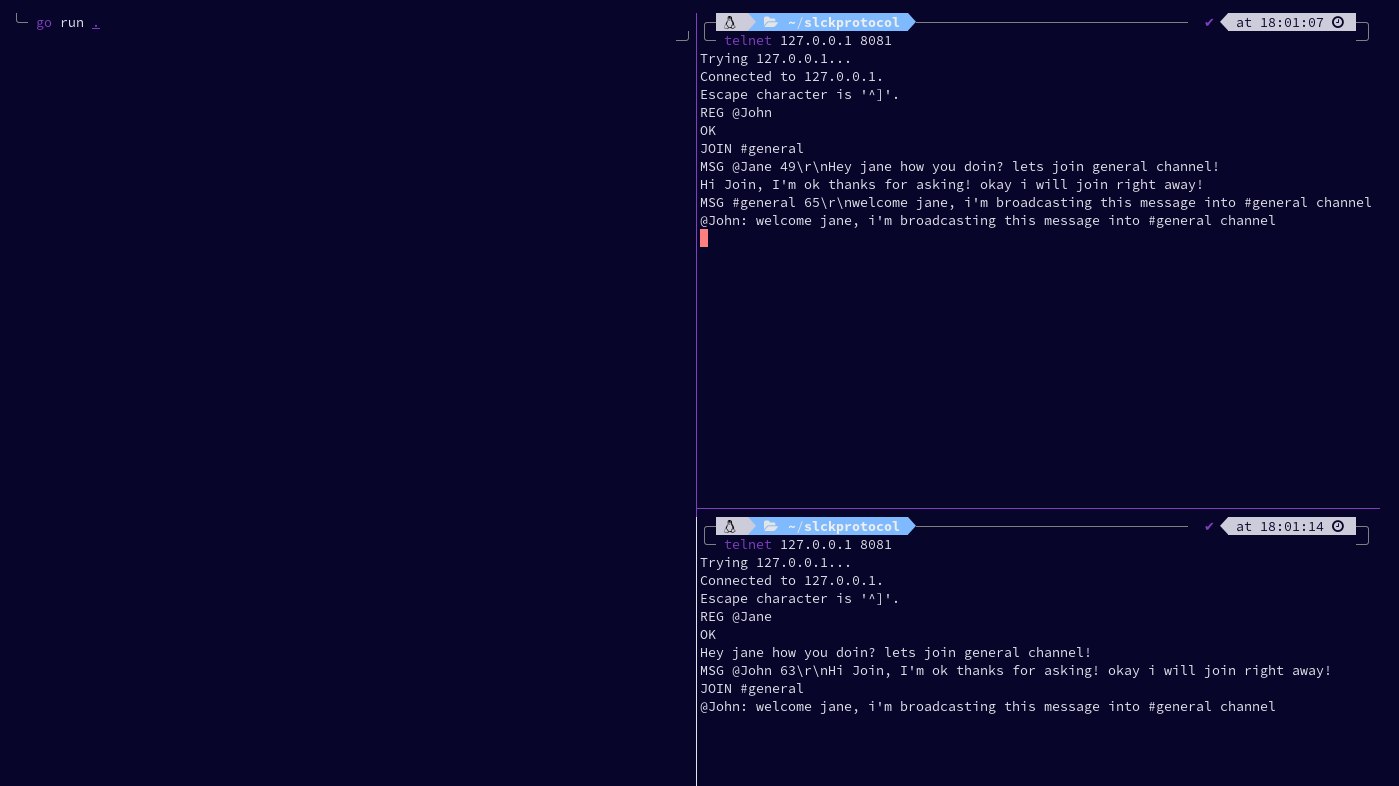 go run .
~/slckprotocol ✔ at 18:01:07
telnet 127.0.0.1 8081
Trying 127.0.0.1...
Connected to 127.0.0.1.
Escape character is '^]'.
REG @John
OK
JOIN #general
MSG @Jane 49\r\nHey jane how you doin? lets join general channel!
Hi Join, I'm ok thanks for asking! okay i will join right away!
MSG #general 65\r\nwelcome jane, i'm broadcasting this message into #general channel
@John: welcome jane, i'm broadcasting this message into #general channel
~/slckprotocol ✔ at 18:01:14
telnet 127.0.0.1 8081
Trying 127.0.0.1...
Connected to 127.0.0.1.
Escape character is '^]'.
REG @Jane
OK
Hey jane how you doin? lets join general channel!
MSG @John 63\r\nHi Join, I'm ok thanks for asking! okay i will join right away!
JOIN #general
@John: welcome jane, i'm broadcasting this message into #general channel